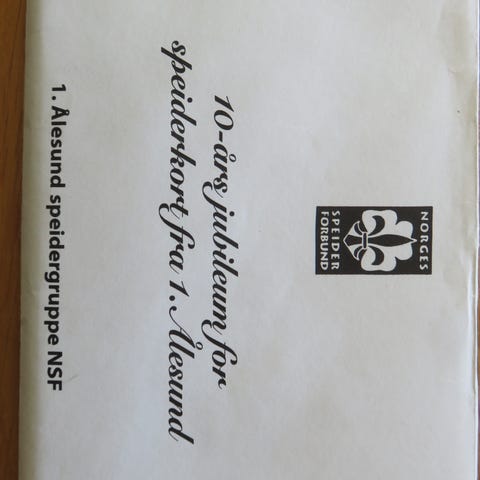 NORGES
SPEIDER
FORBUND
10-års jubileum for
speiderkort fra 1. Ålesund
1. Ålesund speidergruppe NSF